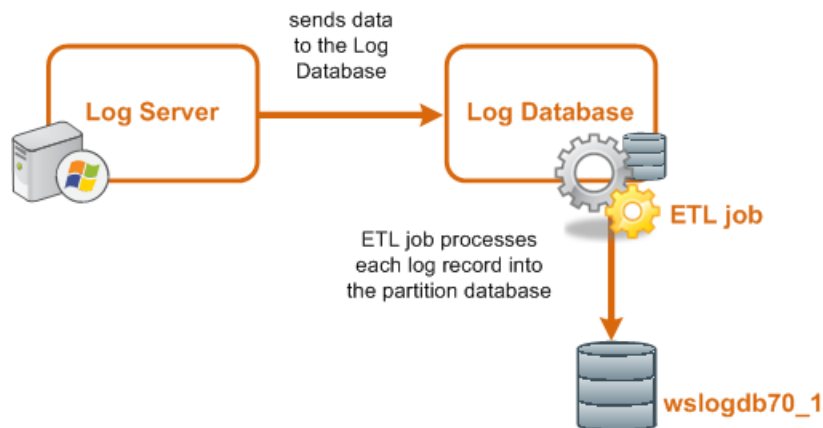 sends data
to the Log
Database
Log Server
Log Database
ETL job
ETL job processes
each log record into
the partition database
wslogdb70_1